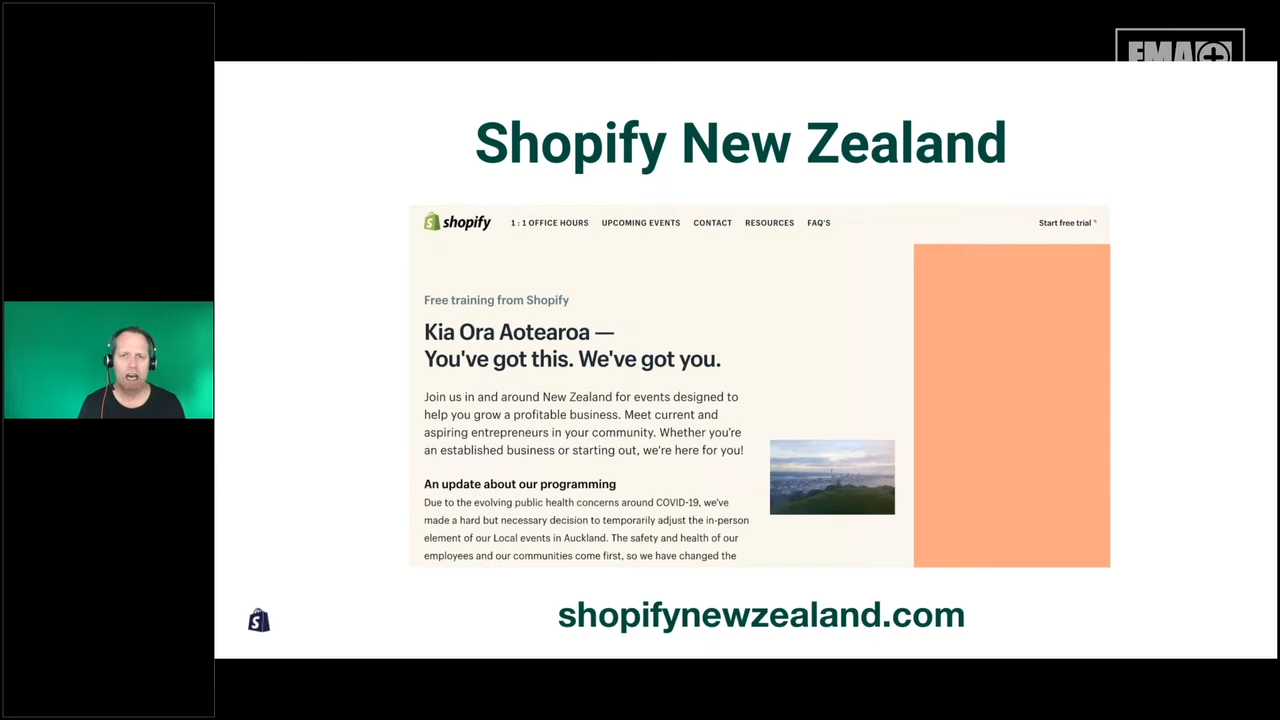 EMA+
Shopify New Zealand
shopify
1 : 1 OFFICE HOURS
UPCOMING EVENTS
CONTACT
RESOURCES
FAQ'S
Start free trial
Free training from Shopify
Kia Ora Aotearoa —
You've got this. We've got you.
Join us in and around New Zealand for events designed to
help you grow a profitable business. Meet current and
aspiring entrepreneurs in your community. Whether you're
an established business or starting out, we're here for you!
An update about our programming
Due to the evolving public health concerns around COVID-19, we've
made a hard but necessary decision to temporarily adjust the in-person
element of our Local events in Auckland. The safety and health of our
employees and our communities come first, so we have changed the
shopifynewzealand.com